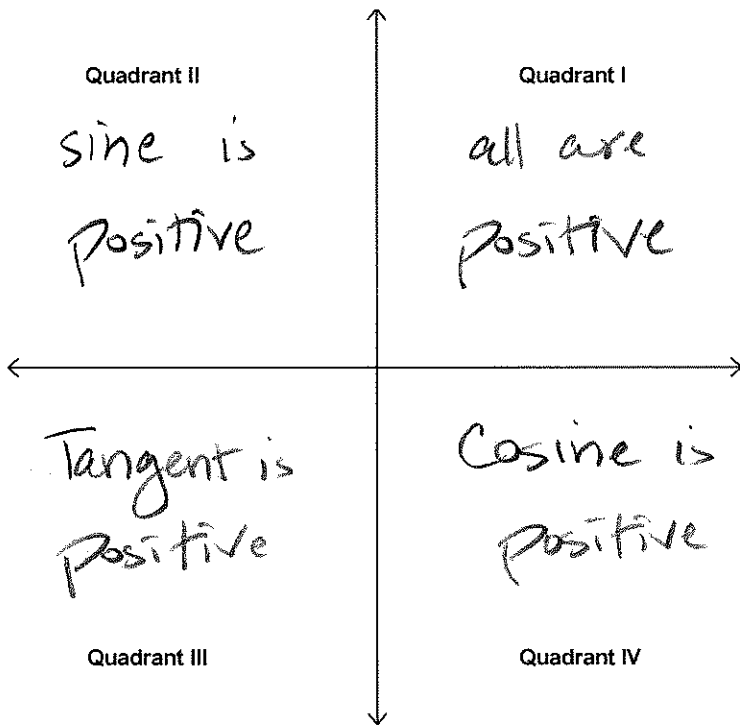 Quadrant II
sine is
positive
Quadrant I
all are
positive
Tangent is
positive
Quadrant III
Cosine is
positive
Quadrant IV